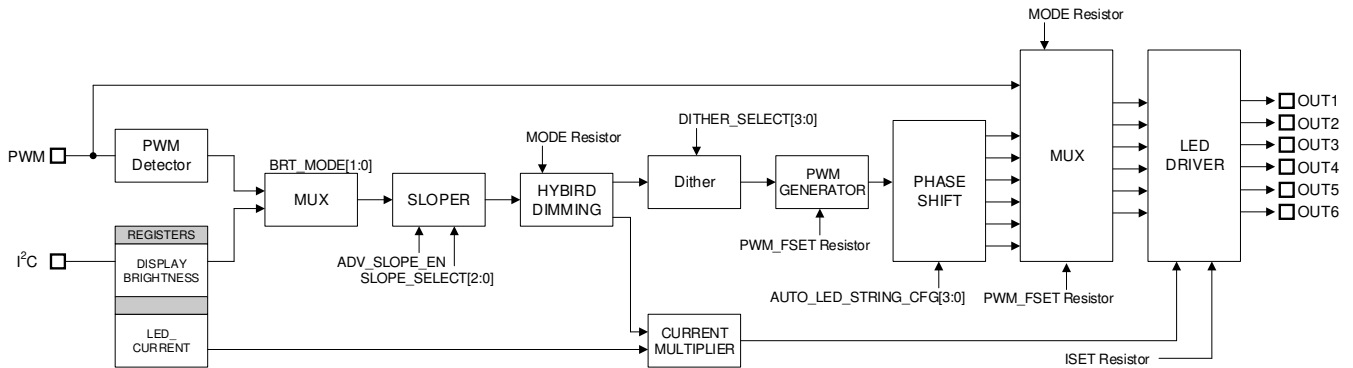 MODE Resistor
PWM
PWM
Detector
BRT_MODE[1:0]
MUX
SLOPER
ADV_SLOPE_EN
SLOPE_SELECT[2:0]
MODE Resistor
HYBIRD
DIMMING
DITHER_SELECT[3:0]
Dither
PWM
GENERATOR
PWM_FSET Resistor
PHASE
SHIFT
AUTO_LED_STRING_CFG[3:0]
MUX
PWM_FSET Resistor
LED
DRIVER
OUT1
OUT2
OUT3
OUT4
OUT5
OUT6
I²C
REGISTERS
DISPLAY
BRIGHTNESS
LED_
CURRENT
CURRENT
MULTIPLIER
ISET Resistor